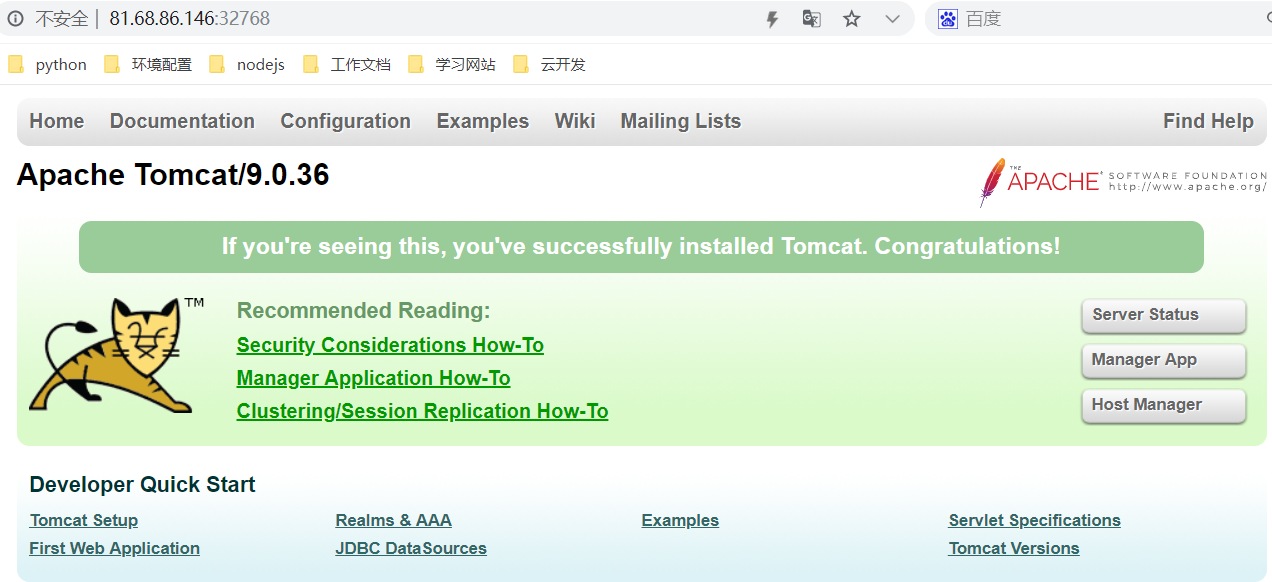 不安全 | 81.68.86.146:32768 百度
python 环境配置 nodejs 工作文档 学习网站 云开发
Home Documentation Configuration Examples Wiki Mailing Lists Find Help
Apache Tomcat/9.0.36
THE APACHE SOFTWARE FOUNDATION
http://www.apache.org/
If you're seeing this, you've successfully installed Tomcat. Congratulations!
TM
Recommended Reading:
Security Considerations How-To
Manager Application How-To
Clustering/Session Replication How-To
Server Status
Manager App
Host Manager
Developer Quick Start
Tomcat Setup Realms & AAA Examples Servlet Specifications
First Web Application JDBC DataSources Tomcat Versions